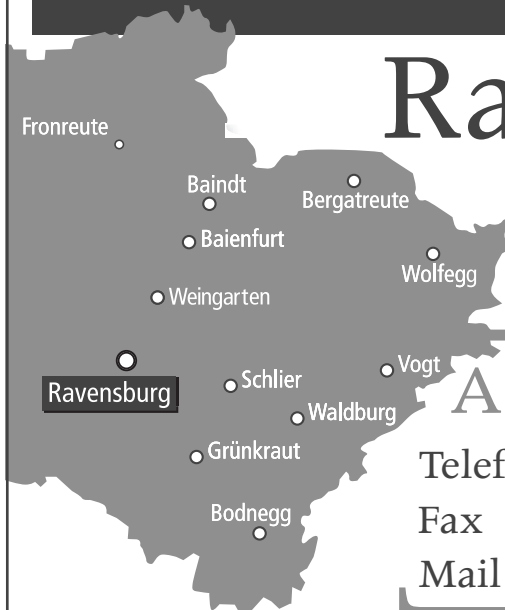 Ra
Fronreute
Baindt
Bergatreute
Baienfurt
Wolfegg
Weingarten
Vogt
Schlier
Ravensburg
A
Waldburg
Grünkraut
Telef
Bodnegg
Fax
Mail